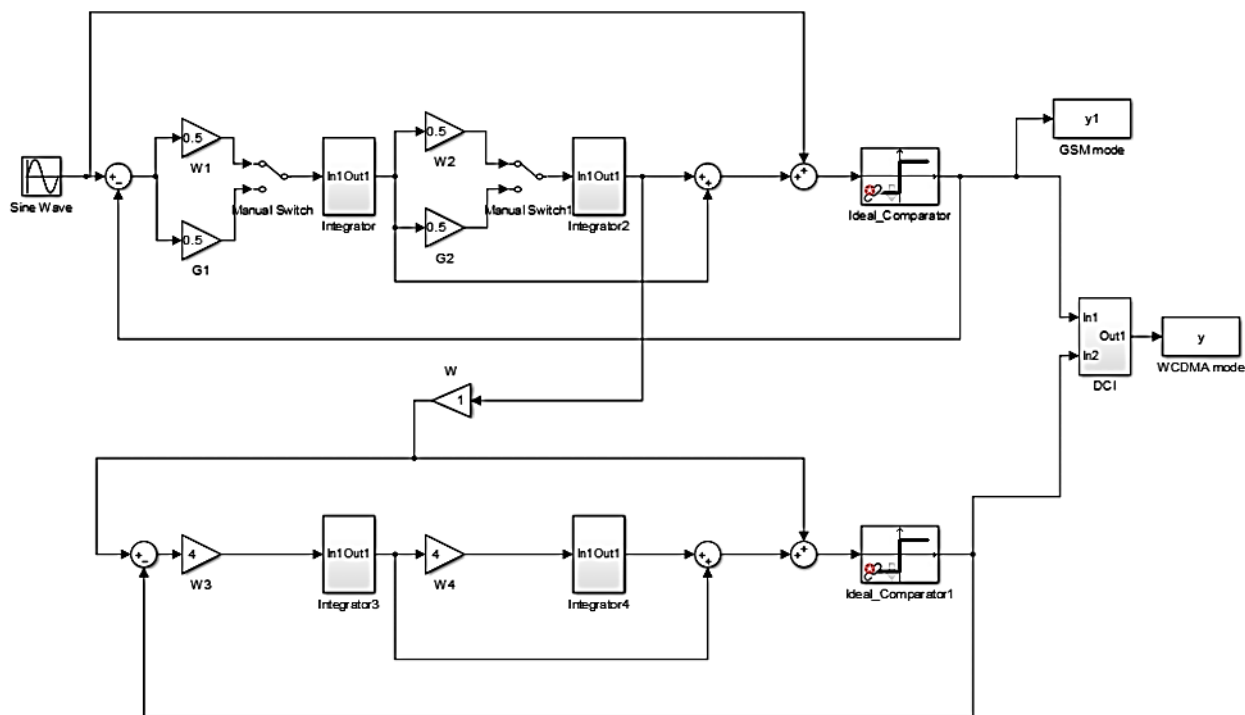 Sine Wave
+
−
0.5
W1
0.5
G1
Manual Switch
In1 Out1
Integrator
0.5
W2
0.5
G2
Manual Switch1
In1 Out1
Integrator2
+
+
+
+
Ideal_Comparator
y1
GSM mode
In1
Out1
In2
DCI
y
WCDMA mode
W
1
+
−
4
W3
In1 Out1
Integrator3
4
W4
In1 Out1
Integrator4
+
+
+
+
Ideal_Comparator1